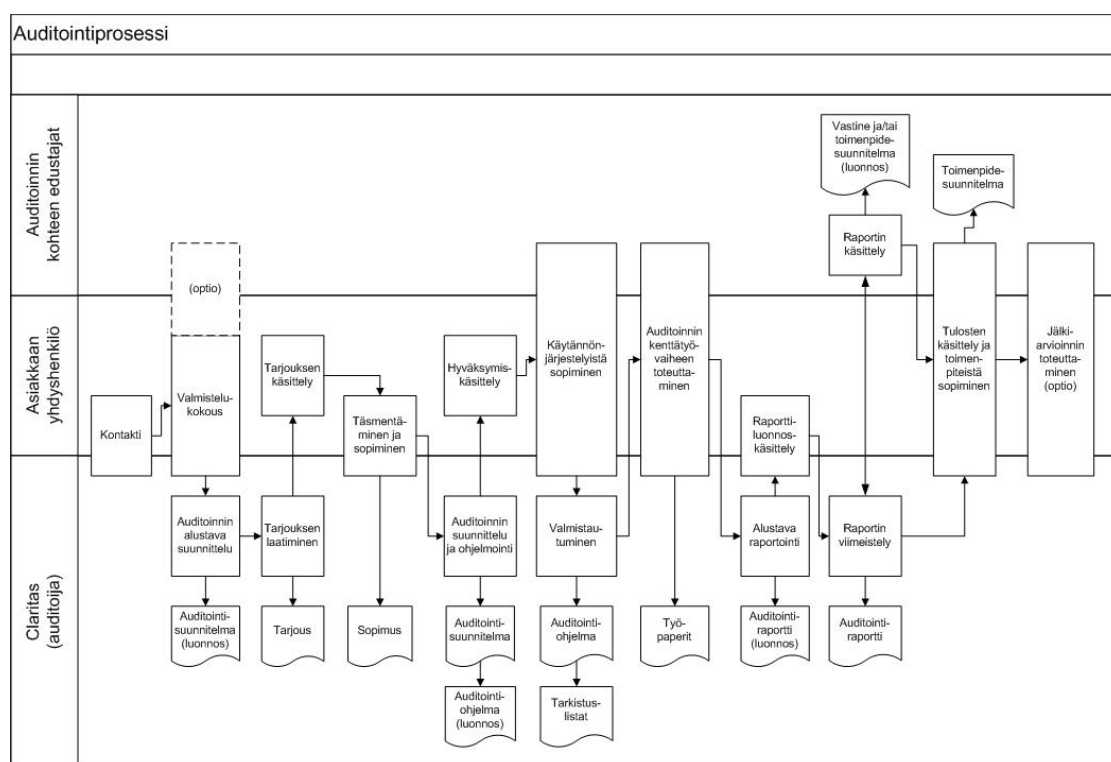 Auditointiprosessi
Auditoinnin
kohteen edustajat
Vastine ja/tai
toimenpide-
suunnitelma
(luonnos)
Toimenpide-
suunnitelma
Raportin
käsittely
(optio)
Asiakkaan
yhdyshenkilö
Kontakti
Valmistelu-
kokous
Tarjouksen
käsittely
Täsmentä-
minen ja
sopiminen
Hyväksymis-
käsittely
Käytännön-
järjestelyistä
sopiminen
Auditoinnin
kenttätyö-
vaiheen
toteutta-
minen
Raportti-
luonnos-
käsittely
Tulosten
käsittely ja
toimen-
piteistä
sopiminen
Jälki-
arvioinnin
toteutta-
minen
(optio)
Claritas
(auditoija)
Auditoinnin
alustava
suunnittelu
Tarjouksen
laatiminen
Auditoinnin
suunnittelu
ja ohjelmointi
Valmistau-
tuminen
Alustava
raportointi
Raportin
viimeistely
Auditointi-
suunnitelma
(luonnos)
Tarjous
Sopimus
Auditointi-
suunnitelma
Auditointi-
ohjelma
Työ-
paperit
Auditointi-
raportti
(luonnos)
Auditointi-
raportti
Auditointi-
ohjelma
(luonnos)
Tarkistus-
listat